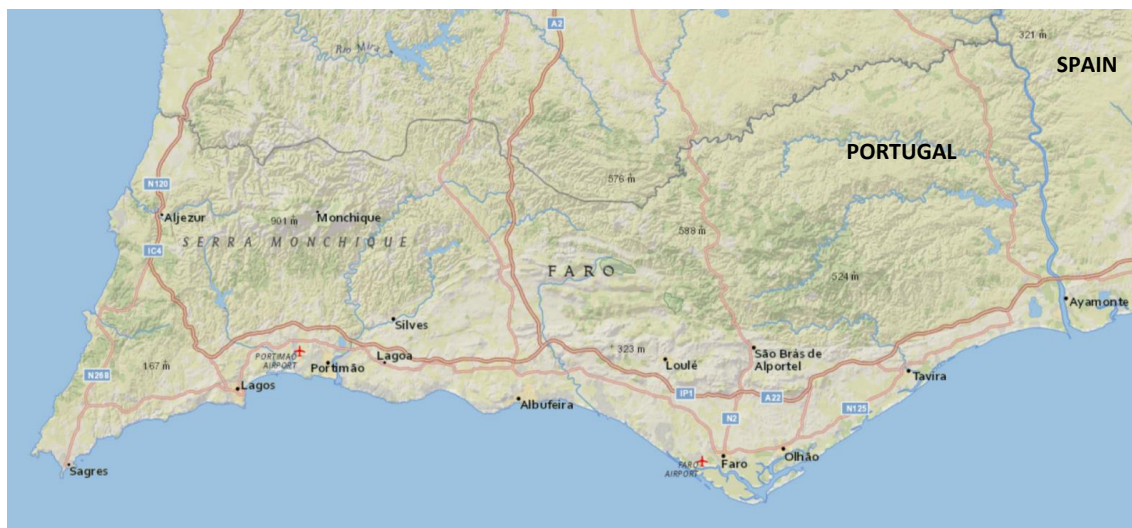 A2
321 m
SPAIN
Rio Mira
PORTUGAL
576 m
N120
Aljezur
901 m
Monchique
SERRA MONCHIQUE
588 m
IC4
FARO
524 m
Ayamonte
Silves
323 m
São Brás de
Alportel
PORTIMAO
AIRPORT
Lagoa
Loulé
167 m
Portimão
N268
Tavira
Lagos
IP1
A22
Albufeira
N125
N2
Sagres
FARO
AIRPORT
Faro
Olhão